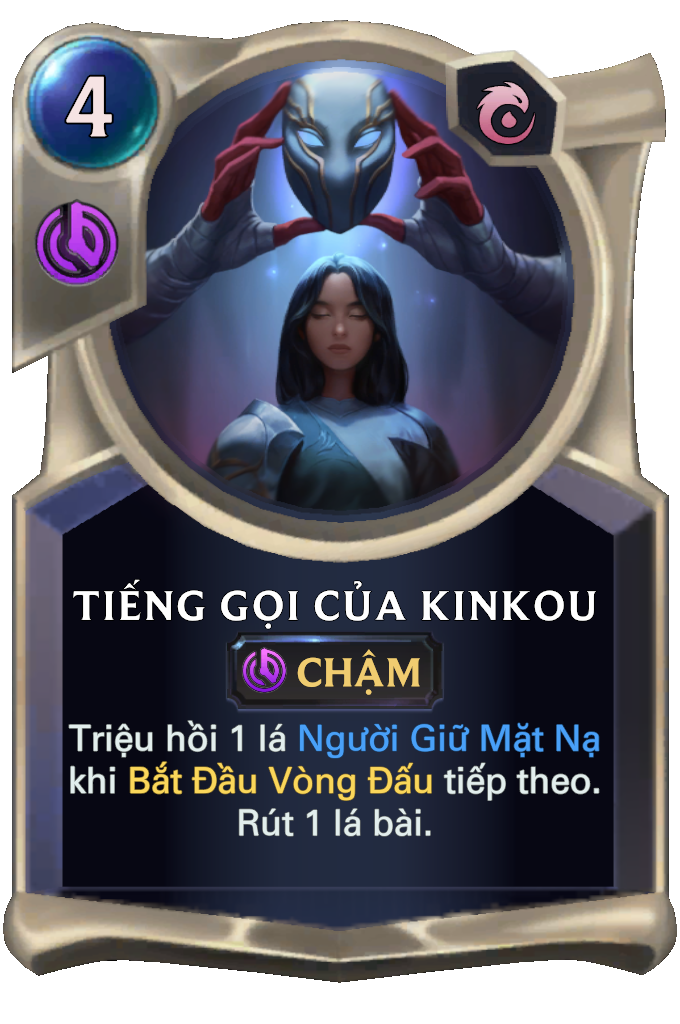 4
TIẾNG GỌI CỦA KINKOU
CHẬM
Triệu hồi 1 lá Người Giữ Mặt Nạ
khi Bắt Đầu Vòng Đấu tiếp theo.
Rút 1 lá bài.